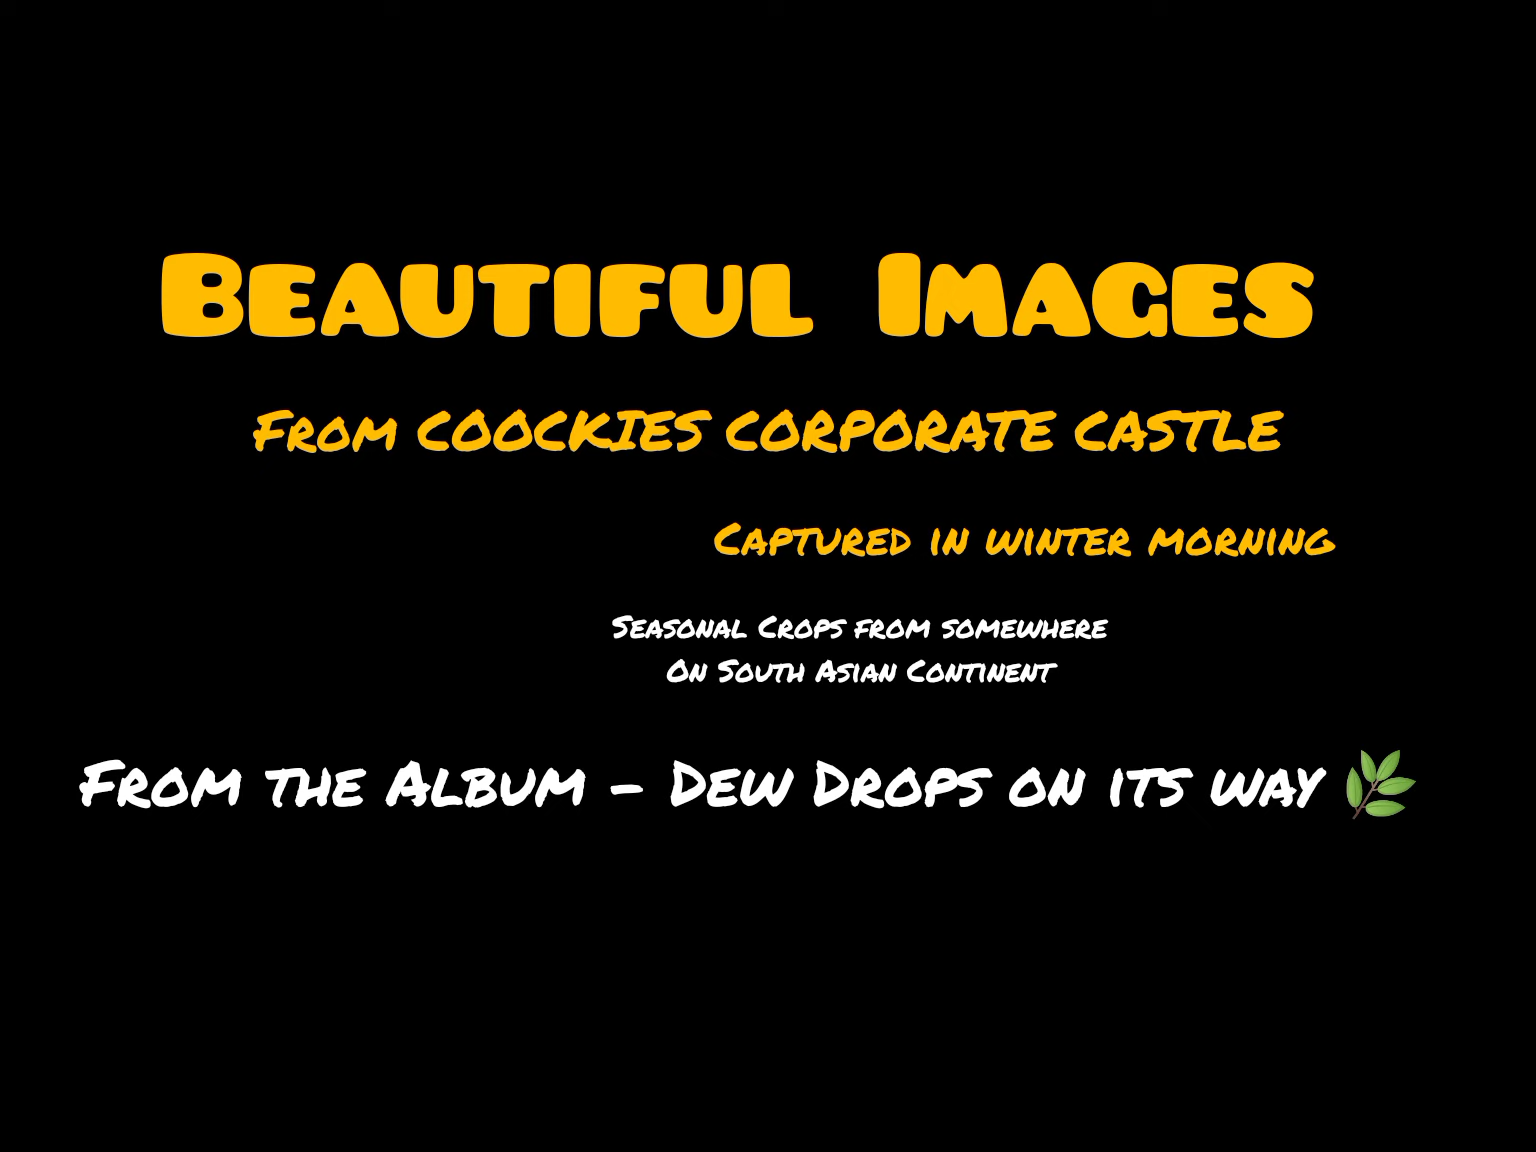 Beautiful Images
From COOCKIES CORPORATE CASTLE
Captured in winter morning
Seasonal Crops from somewhere
On South Asian Continent
From the Album - Dew Drops on its way 🌿